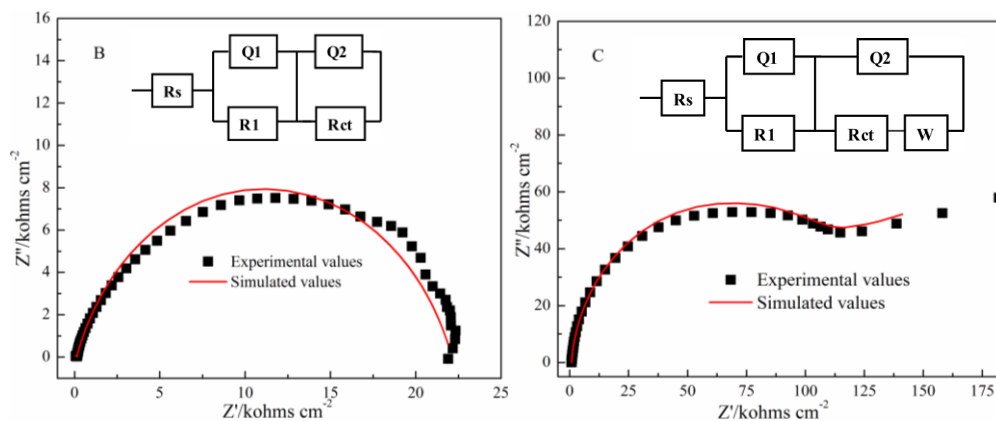 B
Q1 Q2
Rs
R1 Rct
Experimental values
Simulated values
Z"/kohms cm-2
16
14
12
10
8
6
4
2
0
0 5 10 15 20 25
Z'/kohms cm-2
C
Q1 Q2
Rs
R1 Rct W
Experimental values
Simulated values
Z"/kohms cm-2
120
100
80
60
40
20
0
0 25 50 75 100 125 150 175
Z'/kohms cm-2